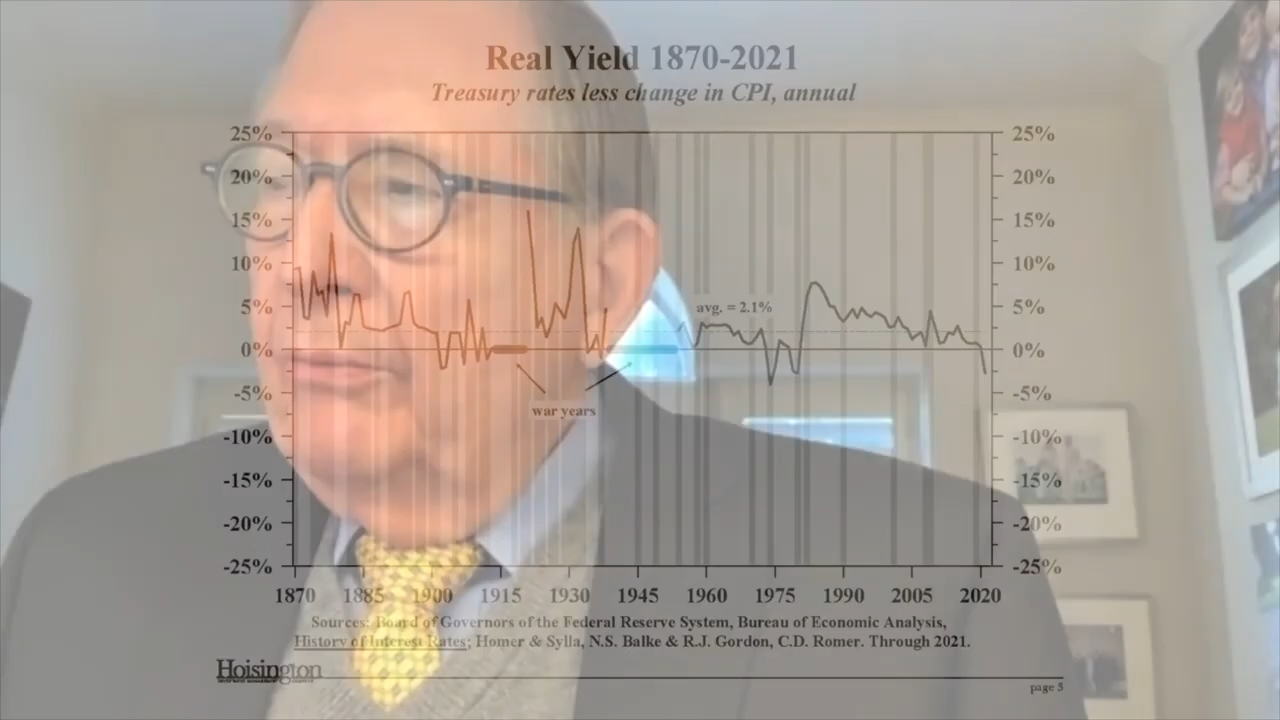 Real Yield 1870-2021
Treasury rates less change in CPI, annual
25% 25%
20% 20%
15% 15%
10% 10%
5% avg. = 2.1% 5%
0% 0%
-5% -5%
war years
-10% -10%
-15% -15%
-20% -20%
-25% -25%
1870 1885 1900 1915 1930 1945 1960 1975 1990 2005 2020
Sources: Board of Governors of the Federal Reserve System, Bureau of Economic Analysis,
History of Interest Rates; Homer & Sylla, N.S. Balke & R.J. Gordon, C.D. Romer. Through 2021.
Hoisington
page 3